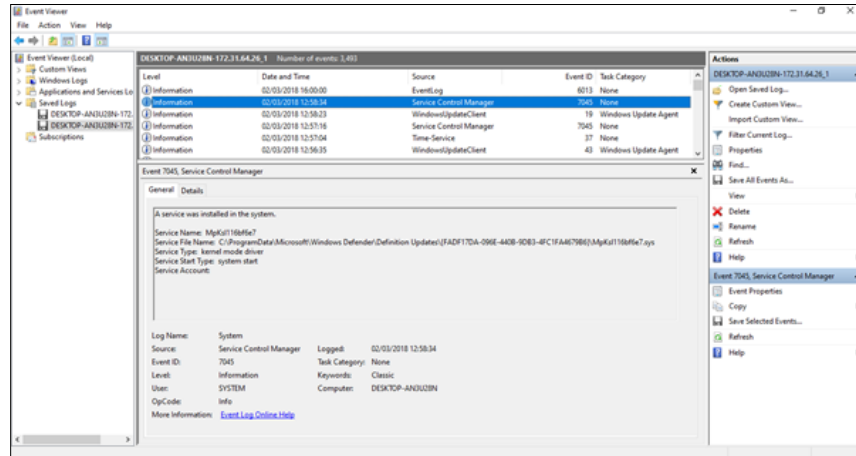 Event Viewer
File Action View Help
Event Viewer (Local)
Custom Views
Windows Logs
Applications and Services Lo
Saved Logs
DESKTOP-AN3U28N-172.
DESKTOP-AN3U28N-172.
Subscriptions
DESKTOP-AN3U28N-172.31.64.26_1 Number of events: 3,493
Level Date and Time Source Event ID Task Category
Information 02/03/2018 16:00:00 EventLog 6013 None
Information 02/03/2018 12:58:34 Service Control Manager 7045 None
Information 02/03/2018 12:58:23 WindowsUpdateClient 19 Windows Update Agent
Information 02/03/2018 12:57:16 Service Control Manager 7045 None
Information 02/03/2018 12:57:04 Time-Service 37 None
Information 02/03/2018 12:56:35 WindowsUpdateClient 43 Windows Update Agent
Event 7045, Service Control Manager
General Details
A service was installed in the system.
Service Name: MpKsl116bf6e7
Service File Name: C:\ProgramData\Microsoft\Windows Defender\Definition Updates\{FADF17DA-096E-440B-9DB3-4FC1FA4679B6}\MpKsl116bf6e7.sys
Service Type: kernel mode driver
Service Start Type: system start
Service Account:
Log Name: System
Source: Service Control Manager Logged: 02/03/2018 12:58:34
Event ID: 7045 Task Category: None
Level: Information Keywords: Classic
User: SYSTEM Computer: DESKTOP-AN3U28N
OpCode: Info
More Information: Event Log Online Help
Actions
DESKTOP-AN3U28N-172.31.64.26_1
Open Saved Log...
Create Custom View...
Import Custom View...
Filter Current Log...
Properties
Find...
Save All Events As...
View
Delete
Rename
Refresh
Help
Event 7045, Service Control Manager
Event Properties
Copy
Save Selected Events...
Refresh
Help